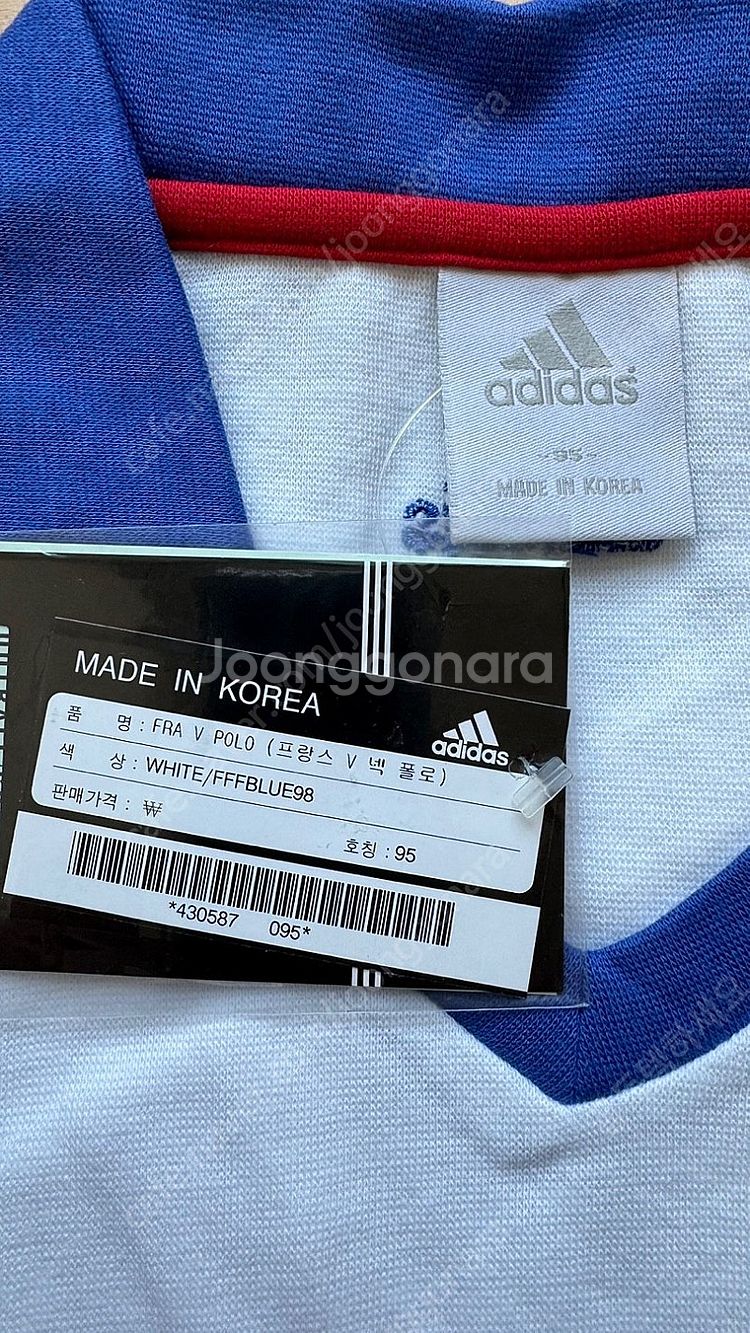 adidas
-95-
MADE IN KOREA
Joonggonara
MADE IN KOREA
adidas
품 명 : FRA V POLO (프랑스 V 넥 폴로)
색 상 : WHITE/FFFBLUE98
판매가격 : ₩
호칭 : 95
*430587 095*